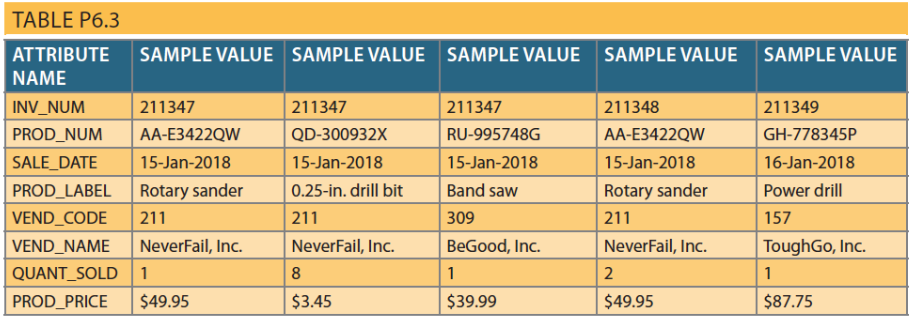 TABLE P6.3
ATTRIBUTE NAME SAMPLE VALUE SAMPLE VALUE SAMPLE VALUE SAMPLE VALUE SAMPLE VALUE
INV_NUM 211347 211347 211347 211348 211349
PROD_NUM AA-E3422QW QD-300932X RU-995748G AA-E3422QW GH-778345P
SALE_DATE 15-Jan-2018 15-Jan-2018 15-Jan-2018 15-Jan-2018 16-Jan-2018
PROD_LABEL Rotary sander 0.25-in. drill bit Band saw Rotary sander Power drill
VEND_CODE 211 211 309 211 157
VEND_NAME NeverFail, Inc. NeverFail, Inc. BeGood, Inc. NeverFail, Inc. ToughGo, Inc.
QUANT_SOLD 1 8 1 2 1
PROD_PRICE $49.95 $3.45 $39.99 $49.95 $87.75